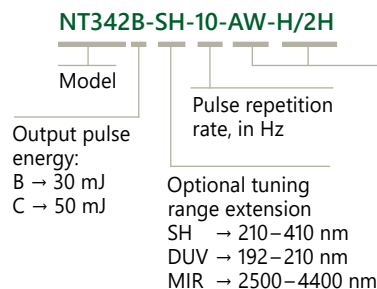 NT342B-SH-10-AW-H/2H
Model
Pulse repetition
rate, in Hz
Output pulse
energy:
B → 30 mJ
C → 50 mJ
Optional tuning
range extension
SH → 210–410 nm
DUV → 192–210 nm
MIR → 2500–4400 nm